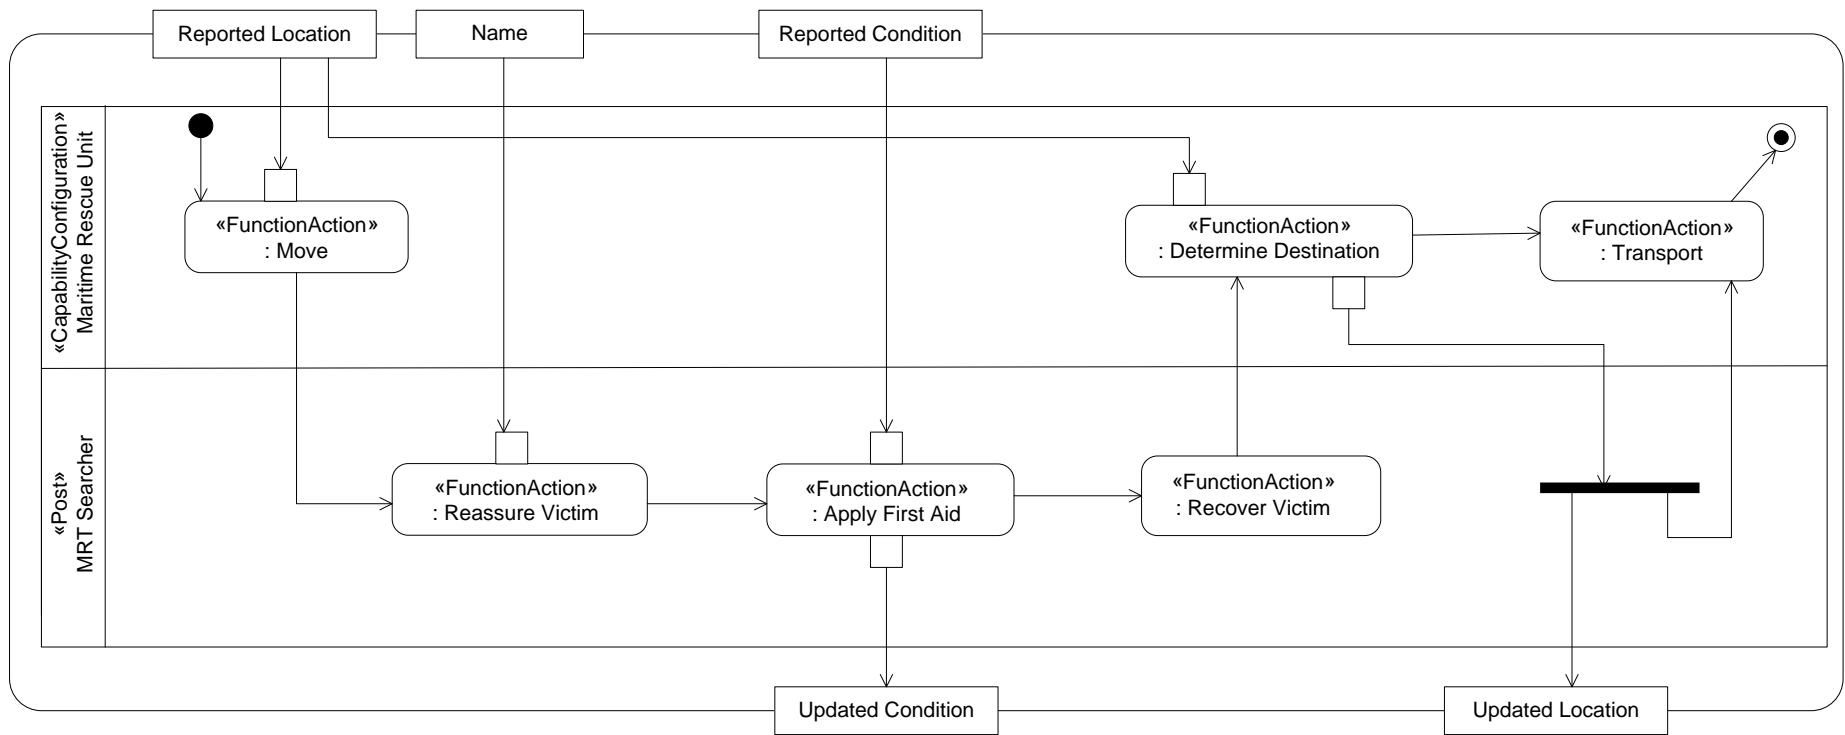 Reported Location
Name
Reported Condition
«CapabilityConfiguration»
Maritime Rescue Unit
«FunctionAction»
: Move
«FunctionAction»
: Determine Destination
«FunctionAction»
: Transport
«Post»
MRT Searcher
«FunctionAction»
: Reassure Victim
«FunctionAction»
: Apply First Aid
«FunctionAction»
: Recover Victim
Updated Condition
Updated Location